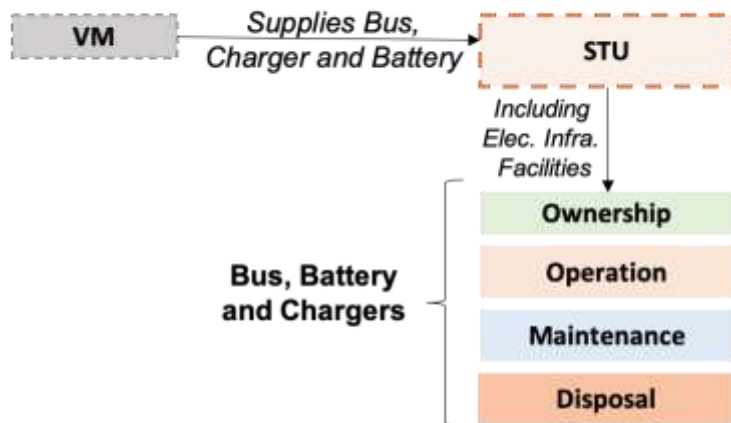 VM
Supplies Bus,
Charger and Battery
STU
Including
Elec. Infra.
Facilities
Ownership
Bus, Battery
and Chargers
Operation
Maintenance
Disposal